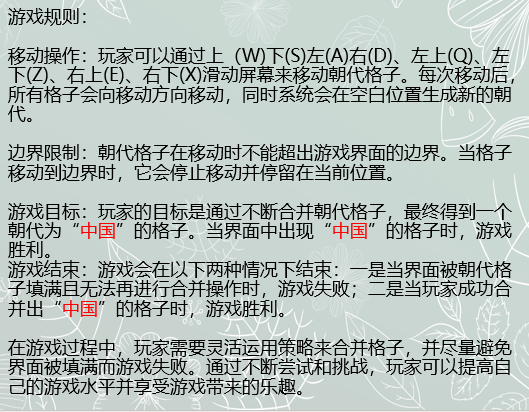 游戏规则：
移动操作：玩家可以通过上（W)下(S)左(A)右(D)、左上(Q)、左
下(Z)、右上(E)、右下(X)滑动屏幕来移动朝代格子。每次移动后，
所有格子会向移动方向移动，同时系统会在空白位置生成新的朝
代。
边界限制：朝代格子在移动时不能超出游戏界面的边界。当格子
移动到边界时，它会停止移动并停留在当前位置。
游戏目标：玩家的目标是通过不断合并朝代格子，最终得到一个
朝代为“中国”的格子。当界面中出现“中国”的格子时，游戏
胜利。
游戏结束：游戏会在以下两种情况下结束：一是当界面被朝代格
子填满且无法再进行合并操作时，游戏失败；二是当玩家成功合
并出“中国”的格子时，游戏胜利。
在游戏过程中，玩家需要灵活运用策略来合并格子，并尽量避免
界面被填满而游戏失败。通过不断尝试和挑战，玩家可以提高自
己的游戏水平并享受游戏带来的乐趣。